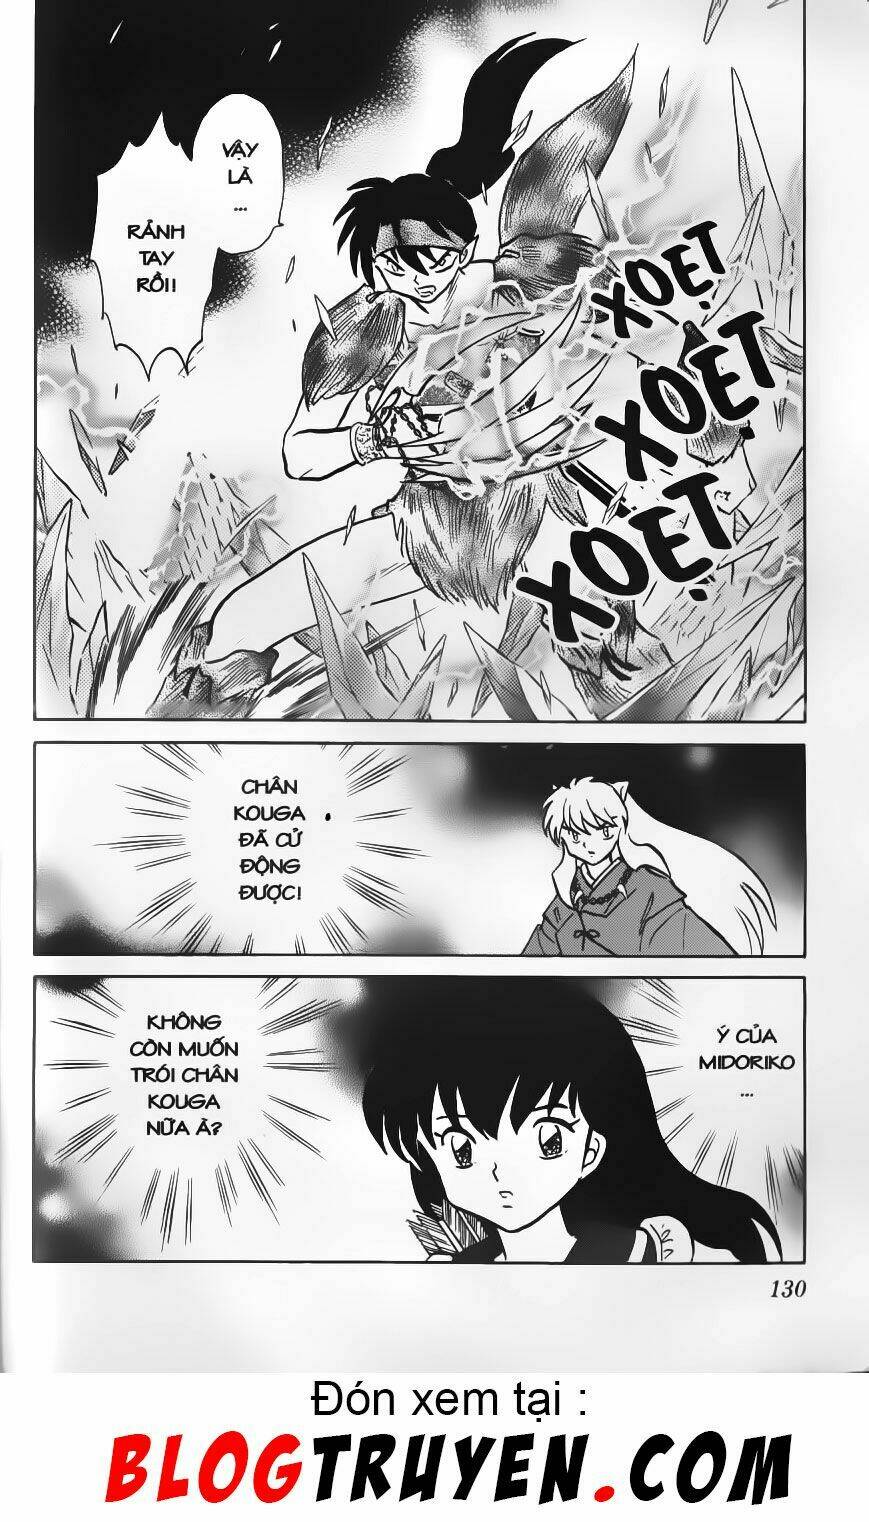 VẬY
LÀ
...
RẢNH
TAY
RỒI!
XOẸT
XOẸT
XOẸT
CHÂN
KOUGA
ĐÃ CỬ
ĐỘNG
ĐƯỢC!
Ý CỦA
MIDORIKO
...
KHÔNG
CÒN MUỐN
TRÓI CHÂN
KOUGA
NỮA À?
130
Đón xem tại :
BLOGTRUYEN.COM